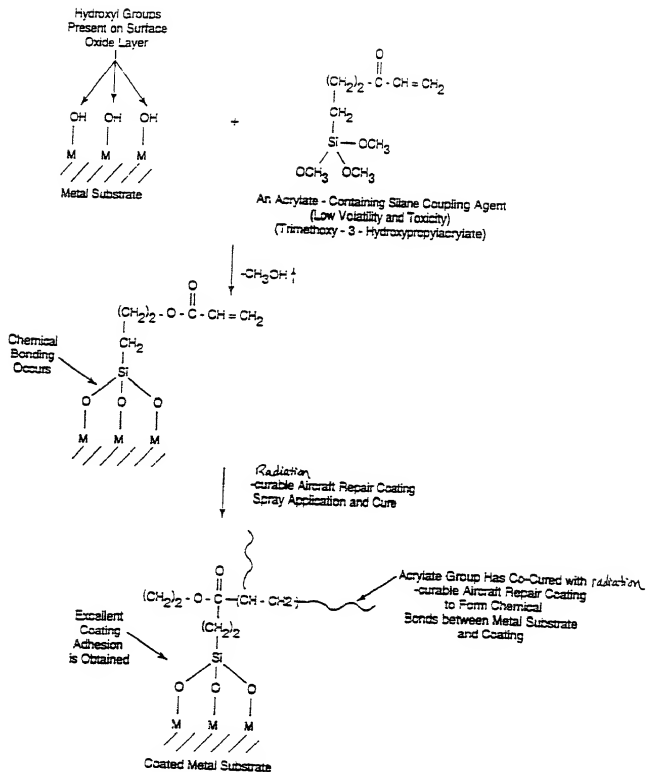 Hydroxyl Groups
Present on Surface
Oxide Layer
OH OH OH
M M M
Metal Substrate
+
O
(CH₂)₂ - C - CH = CH₂
CH₂
Si — OCH₃
OCH₃ OCH₃
An Acrylate - Containing Silane Coupling Agent
(Low Volatility and Toxicity)
(Trimethoxy - 3 - Hydroxypropylacrylate)
-CH₃OH
O
(CH₂)₂ - O - C - CH = CH₂
CH₂
Si
O O O
M M M
Chemical
Bonding
Occurs
Radiation
-curable Aircraft Repair Coating
Spray Application and Cure
O
(CH₂)₂ - O - C - (CH - CH₂)
(CH₂)₂
Si
O O O
M M M
Coated Metal Substrate
Excellent
Coating
Adhesion
is Obtained
Acrylate Group Has Co-Cured with radiation
-curable Aircraft Repair Coating
to Form Chemical
Bonds between Metal Substrate
and Coating